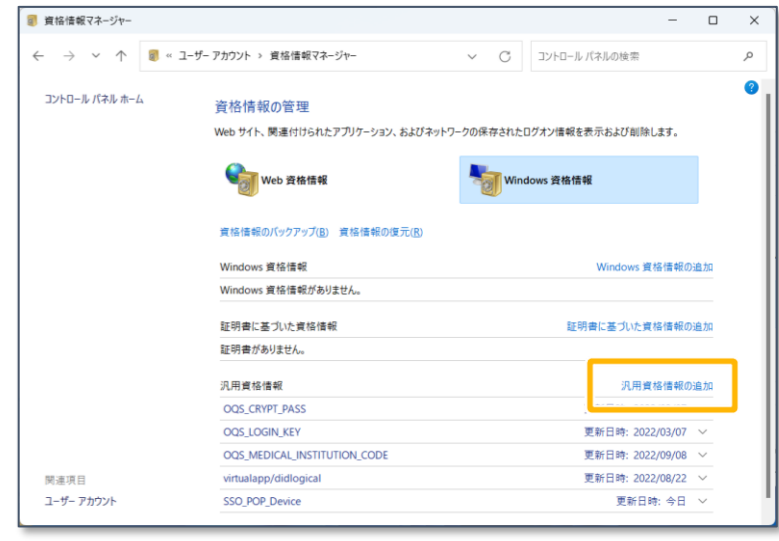 資格情報マネージャー
« ユーザー アカウント › 資格情報マネージャー
コントロール パネルの検索
コントロール パネル ホーム
資格情報の管理
Web サイト、関連付けられたアプリケーション、およびネットワークの保存されたログオン情報を表示および削除します。
Web 資格情報
Windows 資格情報
資格情報のバックアップ(B) 資格情報の復元(R)
Windows 資格情報 Windows 資格情報の追加
Windows 資格情報がありません。
証明書に基づいた資格情報 証明書に基づいた資格情報の追加
証明書がありません。
汎用資格情報 汎用資格情報の追加
OQS_CRYPT_PASS
OQS_LOGIN_KEY 更新日時: 2022/03/07
OQS_MEDICAL_INSTITUTION_CODE 更新日時: 2022/09/08
virtualapp/didlogical 更新日時: 2022/08/22
SSO_POP_Device 更新日時: 今日
関連項目
ユーザー アカウント